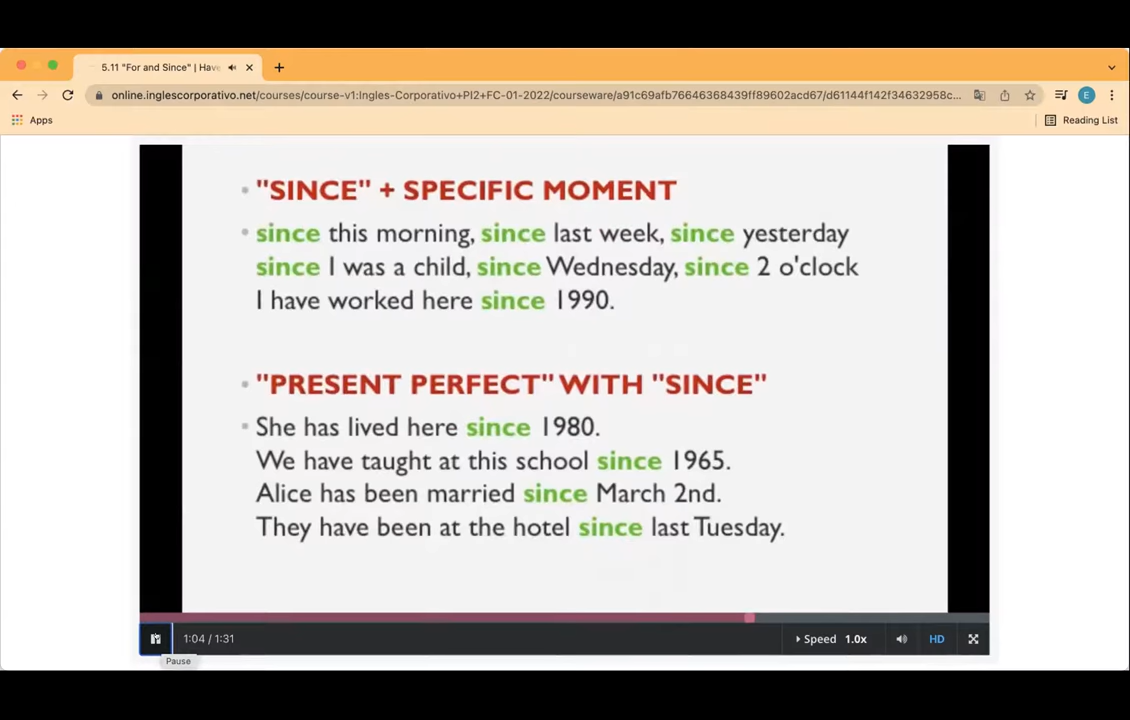 5.11 "For and Since" | Have
online.inglescorporativo.net/courses/course-v1:Ingles-Corporativo+PI2+FC-01-2022/courseware/a91c69afb76646368439ff89602acd67/d61144f142f34632958c...
E
Apps
Reading List
"SINCE" + SPECIFIC MOMENT
since this morning, since last week, since yesterday
since I was a child, since Wednesday, since 2 o'clock
I have worked here since 1990.
"PRESENT PERFECT" WITH "SINCE"
She has lived here since 1980.
We have taught at this school since 1965.
Alice has been married since March 2nd.
They have been at the hotel since last Tuesday.
1:04 / 1:31
Speed 1.0x
HD
Pause